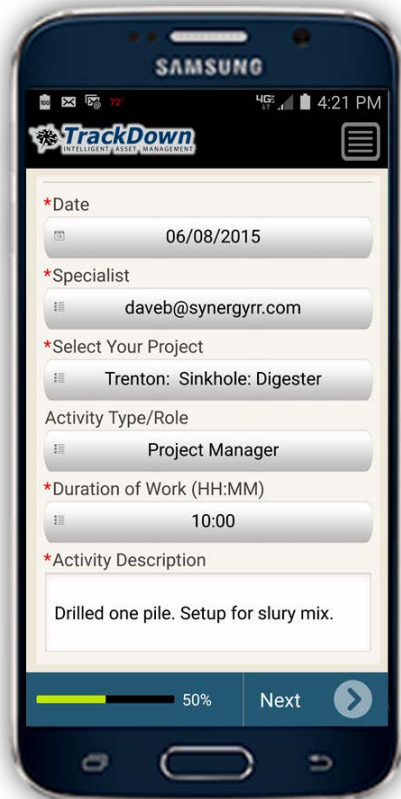 SAMSUNG
100 72° 4G LTE 4:21 PM
TrackDown
INTELLIGENT ASSET MANAGEMENT
*Date
06/08/2015
*Specialist
daveb@synergyrr.com
*Select Your Project
Trenton: Sinkhole: Digester
Activity Type/Role
Project Manager
*Duration of Work (HH:MM)
10:00
*Activity Description
Drilled one pile. Setup for slury mix.
50% Next